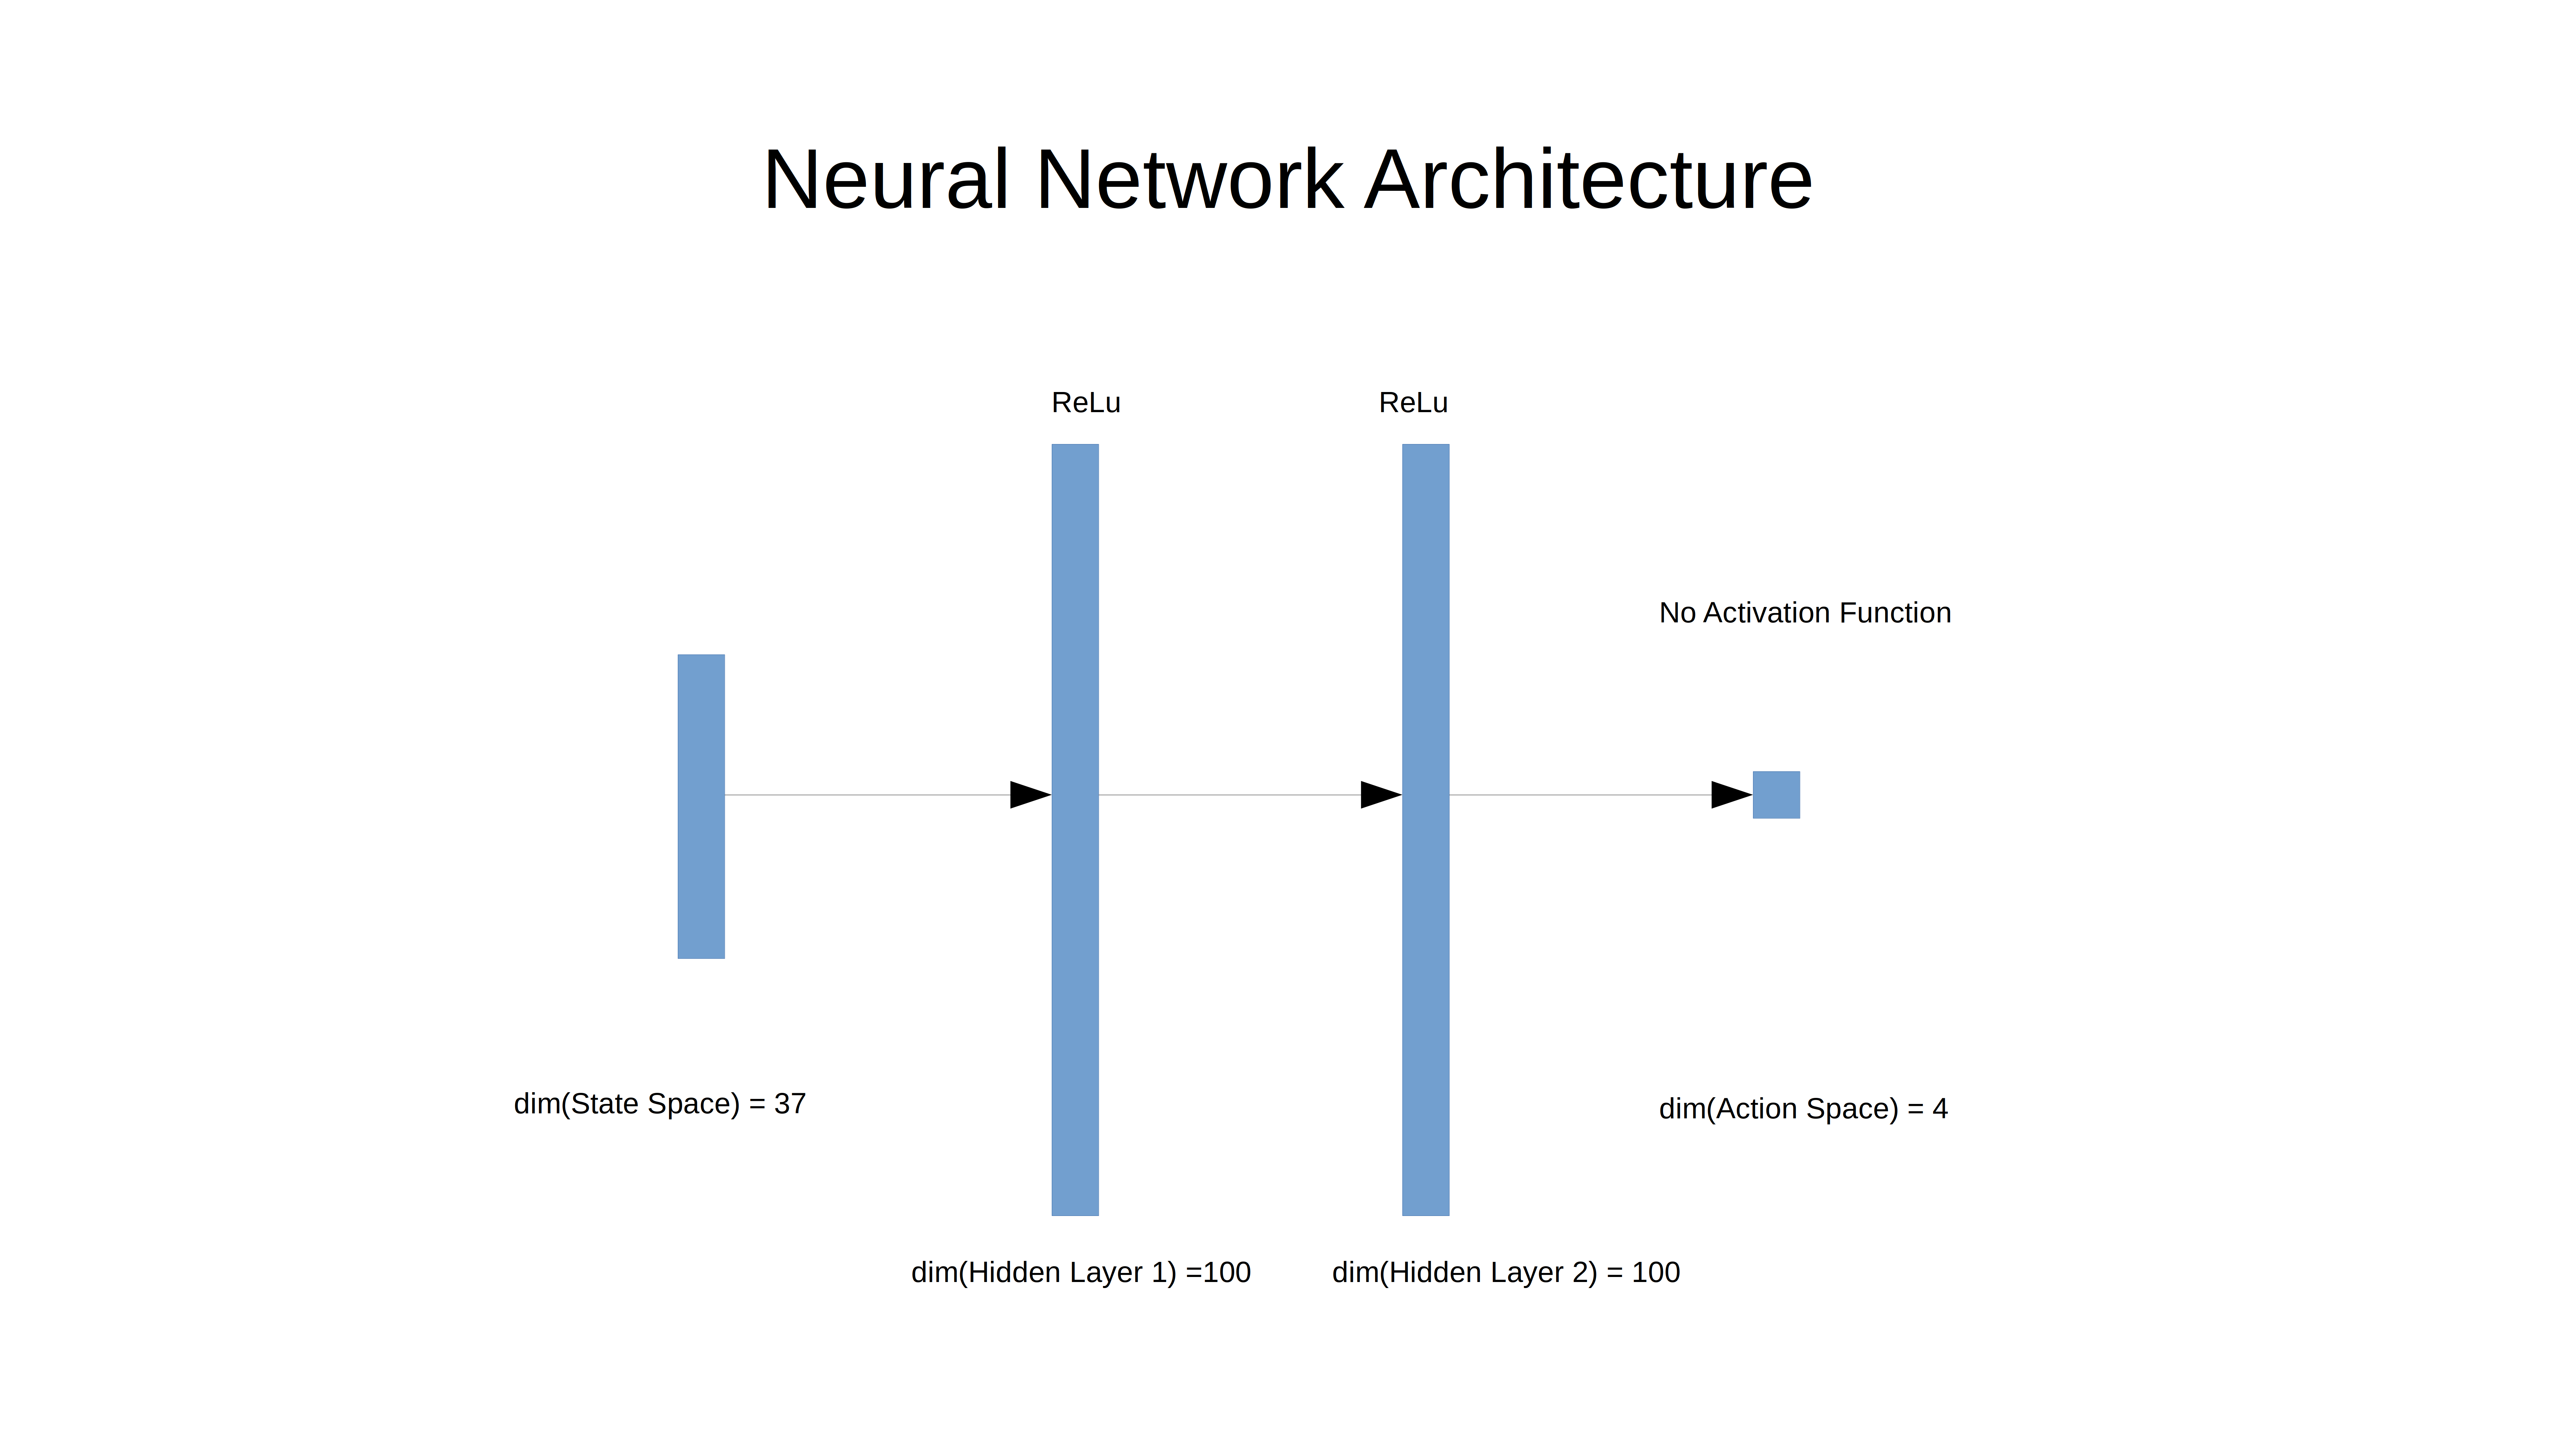 Neural Network Architecture
ReLu
ReLu
No Activation Function
dim(State Space) = 37
dim(Action Space) = 4
dim(Hidden Layer 1) =100
dim(Hidden Layer 2) = 100